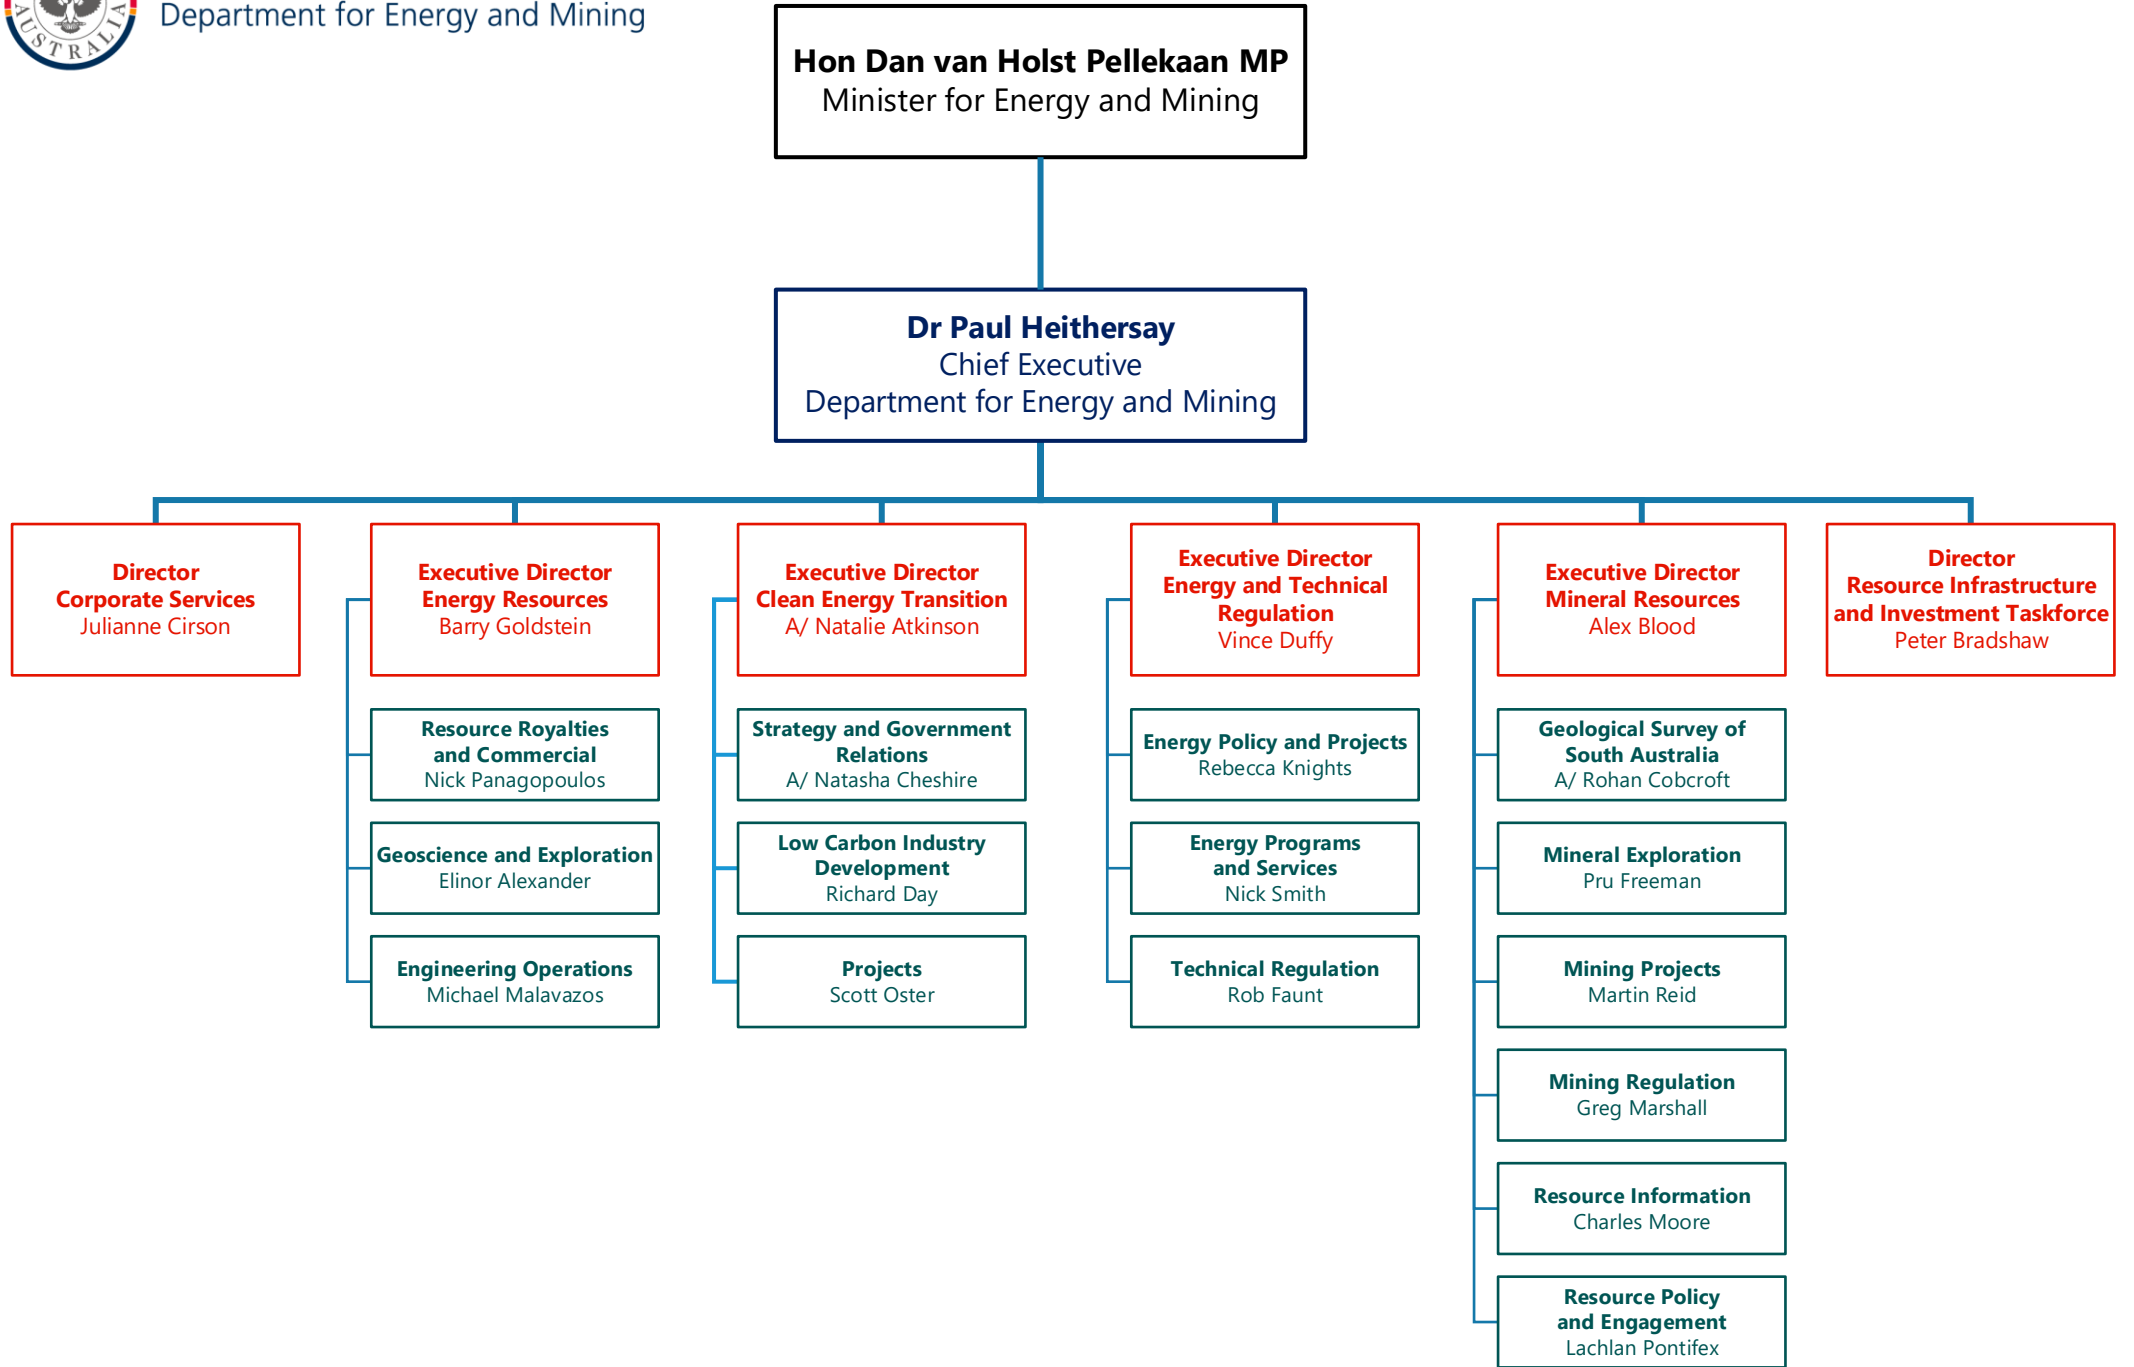 AUSTRALIA
Department for Energy and Mining
Hon Dan van Holst Pellekaan MP
Minister for Energy and Mining
Dr Paul Heithersay
Chief Executive
Department for Energy and Mining
Director
Corporate Services
Julianne Cirson
Executive Director
Energy Resources
Barry Goldstein
Resource Royalties
and Commercial
Nick Panagopoulos
Geoscience and Exploration
Elinor Alexander
Engineering Operations
Michael Malavazos
Executive Director
Clean Energy Transition
A/ Natalie Atkinson
Strategy and Government
Relations
A/ Natasha Cheshire
Low Carbon Industry
Development
Richard Day
Projects
Scott Oster
Executive Director
Energy and Technical
Regulation
Vince Duffy
Energy Policy and Projects
Rebecca Knights
Energy Programs
and Services
Nick Smith
Technical Regulation
Rob Faunt
Executive Director
Mineral Resources
Alex Blood
Geological Survey of
South Australia
A/ Rohan Cobcroft
Mineral Exploration
Pru Freeman
Mining Projects
Martin Reid
Mining Regulation
Greg Marshall
Resource Information
Charles Moore
Resource Policy
and Engagement
Lachlan Pontifex
Director
Resource Infrastructure
and Investment Taskforce
Peter Bradshaw